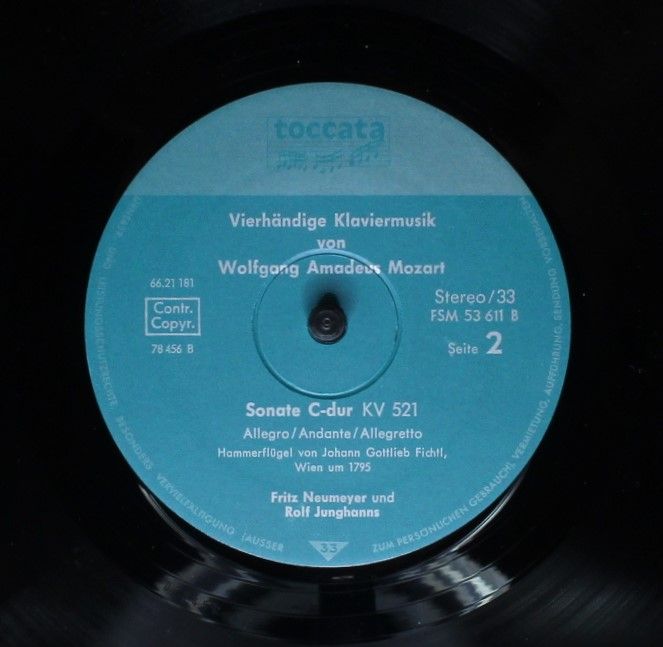 toccata
Vierhändige Klaviermusik
von
Wolfgang Amadeus Mozart
66.21 181
Contr.
Copyr.
78 456 B
Stereo/33
FSM 53 611 B
Seite 2
Sonate C-dur KV 521
Allegro/Andante/Allegretto
Hammerflügel von Johann Gottlieb Fichtl,
Wien um 1795
Fritz Neumeyer und
Rolf Junghanns
33
BESONDERS VERVIELFÄLTIGUNG (AUSSER ZUM PERSÖNLICHEN GEBRAUCH), VERMIETUNG, AUFFÜHRUNG, SENDUNG VORBEHALTEN